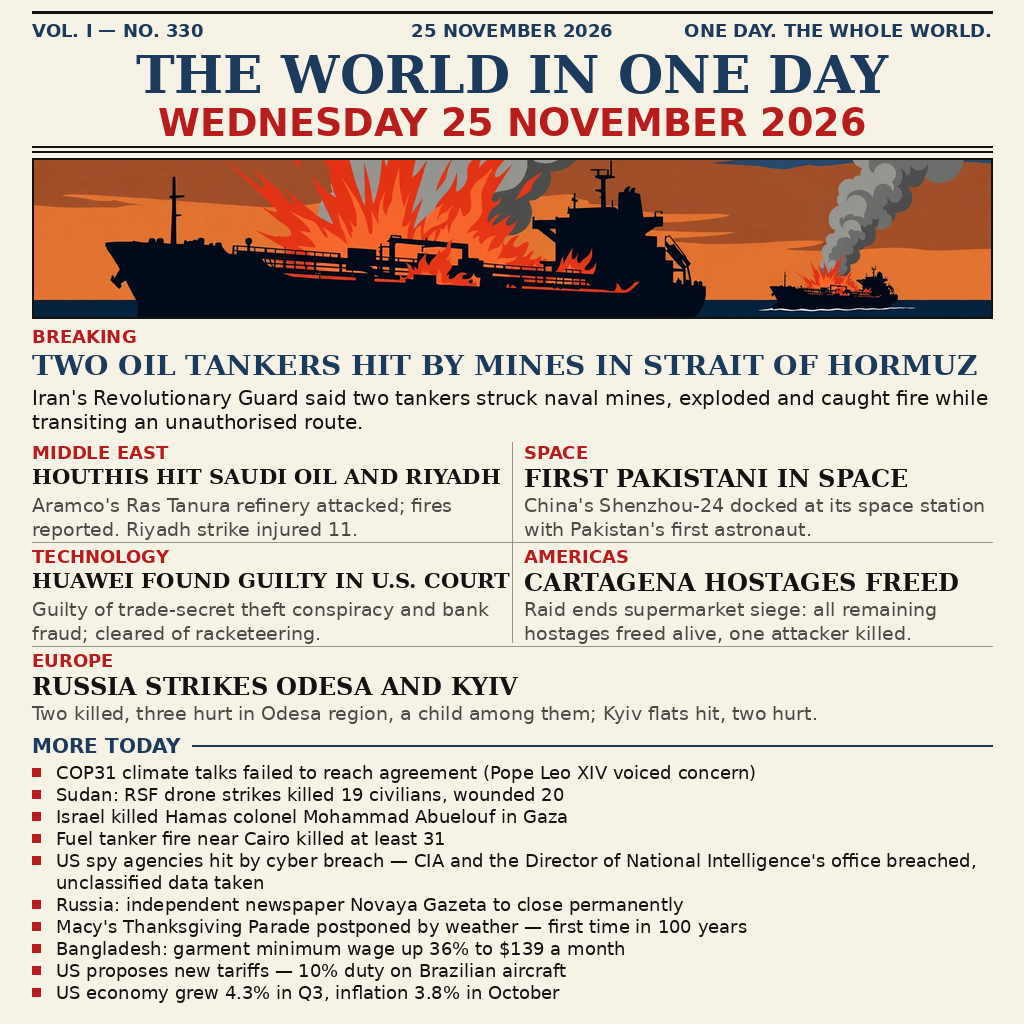 VOL. I — NO. 330
25 NOVEMBER 2026
ONE DAY. THE WHOLE WORLD.
THE WORLD IN ONE DAY
WEDNESDAY 25 NOVEMBER 2026
BREAKING
TWO OIL TANKERS HIT BY MINES IN STRAIT OF HORMUZ
Iran's Revolutionary Guard said two tankers struck naval mines, exploded and caught fire while
transiting an unauthorised route.
MIDDLE EAST
HOUTHIS HIT SAUDI OIL AND RIYADH
Aramco's Ras Tanura refinery attacked; fires
reported. Riyadh strike injured 11.
SPACE
FIRST PAKISTANI IN SPACE
China's Shenzhou-24 docked at its space station
with Pakistan's first astronaut.
TECHNOLOGY
HUAWEI FOUND GUILTY IN U.S. COURT
Guilty of trade-secret theft conspiracy and bank
fraud; cleared of racketeering.
AMERICAS
CARTAGENA HOSTAGES FREED
Raid ends supermarket siege: all remaining
hostages freed alive, one attacker killed.
EUROPE
RUSSIA STRIKES ODESA AND KYIV
Two killed, three hurt in Odesa region, a child among them; Kyiv flats hit, two hurt.
MORE TODAY
COP31 climate talks failed to reach agreement (Pope Leo XIV voiced concern)
Sudan: RSF drone strikes killed 19 civilians, wounded 20
Israel killed Hamas colonel Mohammad Abuelouf in Gaza
Fuel tanker fire near Cairo killed at least 31
US spy agencies hit by cyber breach — CIA and the Director of National Intelligence's office breached,
unclassified data taken
Russia: independent newspaper Novaya Gazeta to close permanently
Macy's Thanksgiving Parade postponed by weather — first time in 100 years
Bangladesh: garment minimum wage up 36% to $139 a month
US proposes new tariffs — 10% duty on Brazilian aircraft
US economy grew 4.3% in Q3, inflation 3.8% in October